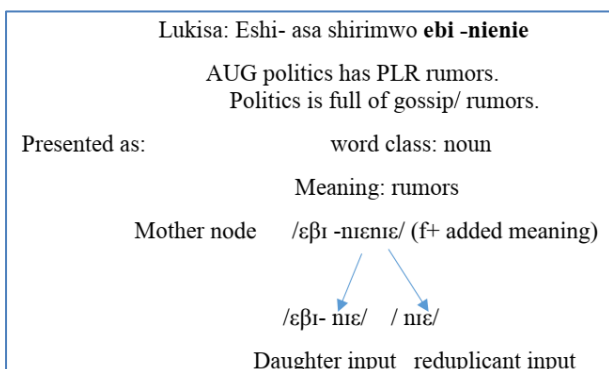 Lukisa: Eshi- asa shirimwo ebi -nienie
AUG politics has PLR rumors.
Politics is full of gossip/ rumors.
Presented as: word class: noun
Meaning: rumors
Mother node /εβɪ -nɪεnɪε/ (f+ added meaning)
/εβɪ- nɪε/ / nɪε/
Daughter input reduplicant input